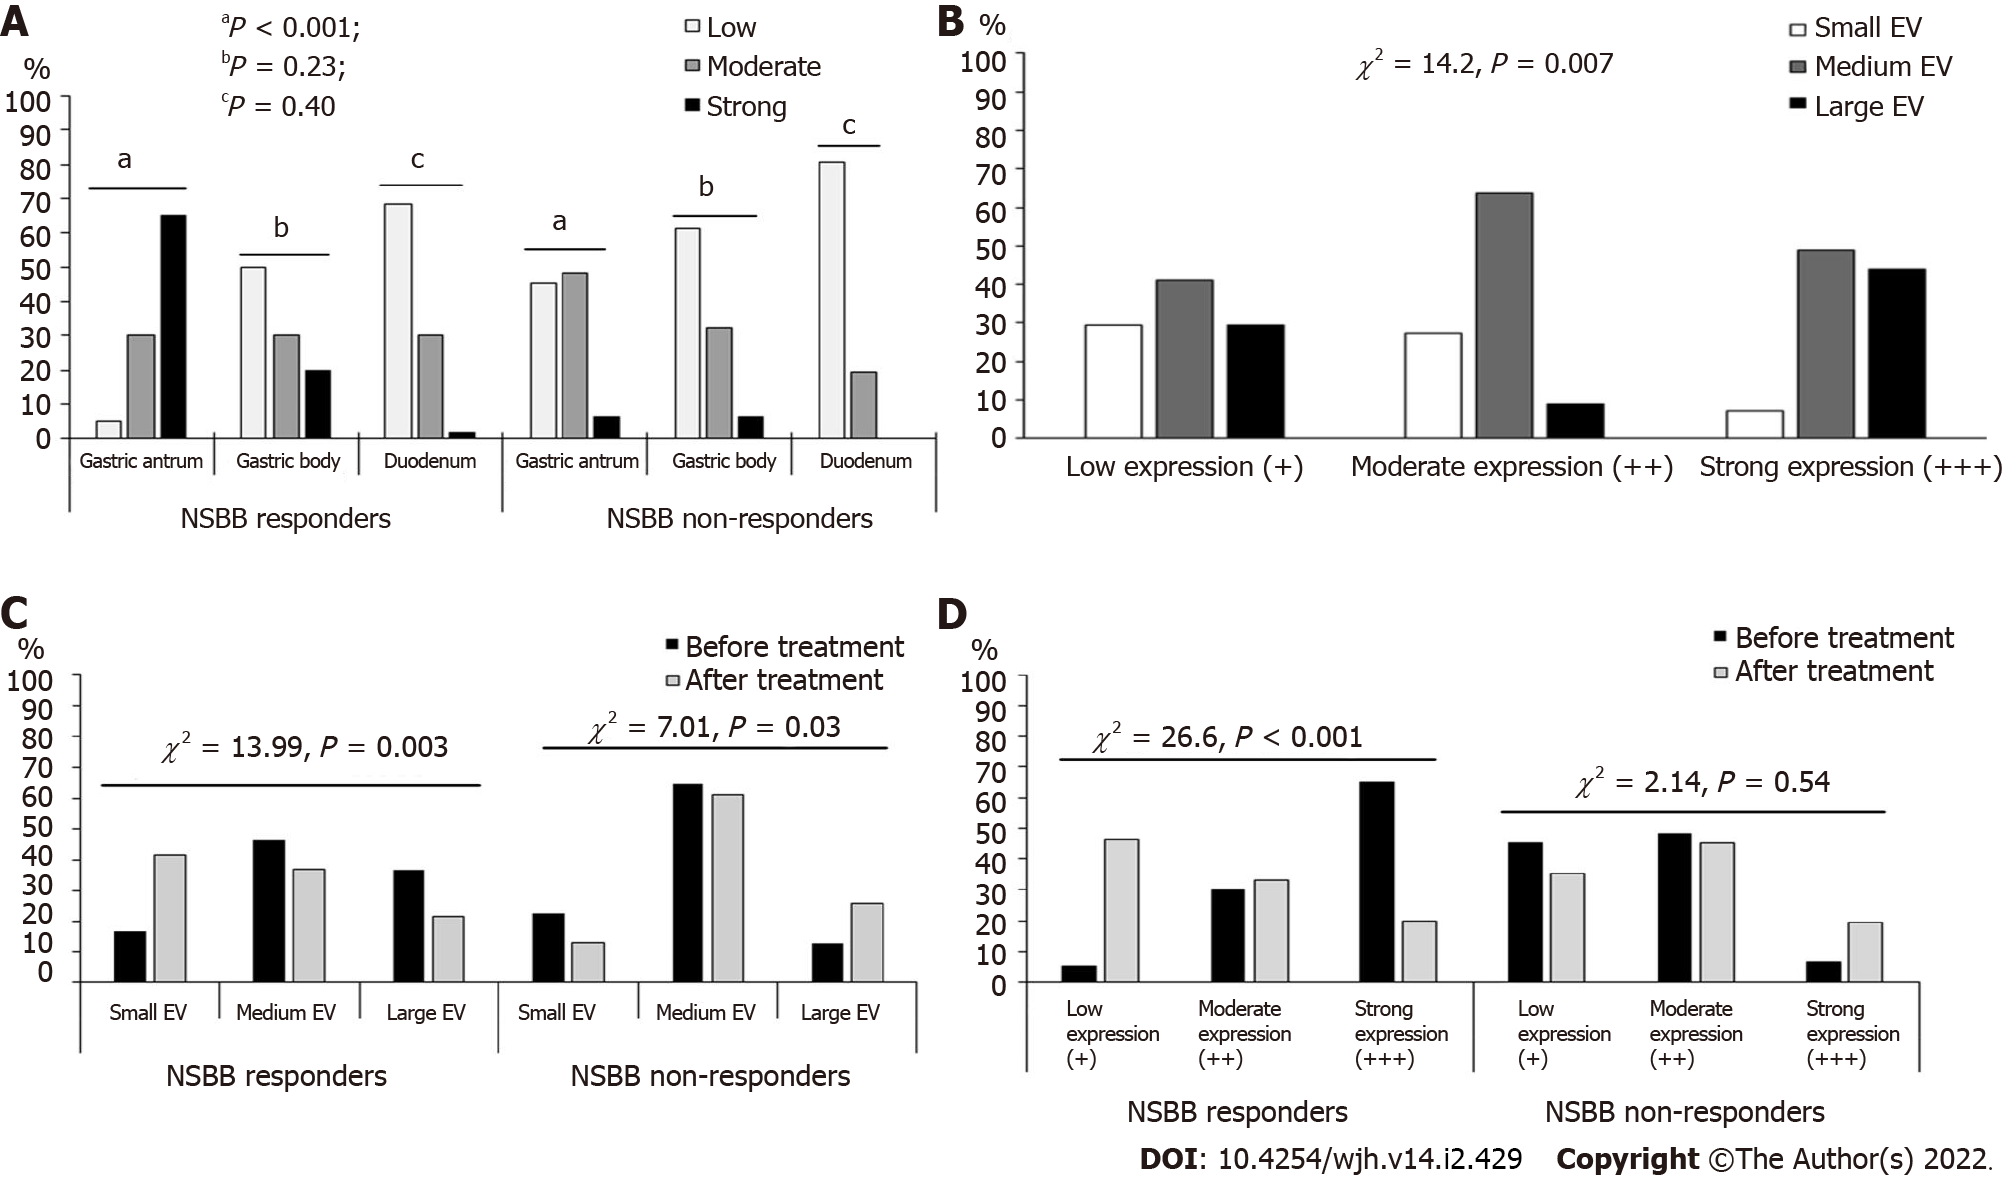 A
ᵃP < 0.001;
ᵇP = 0.23;
ᶜP = 0.40
Low
Moderate
Strong
%
100
90
80
70
60
50
40
30
20
10
0
a
b
c
a
b
c
Gastric antrum
Gastric body
Duodenum
Gastric antrum
Gastric body
Duodenum
NSBB responders
NSBB non-responders
B
%
χ² = 14.2, P = 0.007
Small EV
Medium EV
Large EV
100
90
80
70
60
50
40
30
20
10
0
Low expression (+)
Moderate expression (++)
Strong expression (+++)
C
%
Before treatment
After treatment
100
90
80
70
60
50
40
30
20
10
0
χ² = 13.99, P = 0.003
χ² = 7.01, P = 0.03
Small EV
Medium EV
Large EV
Small EV
Medium EV
Large EV
NSBB responders
NSBB non-responders
D
%
Before treatment
After treatment
100
90
80
70
60
50
40
30
20
10
0
χ² = 26.6, P < 0.001
χ² = 2.14, P = 0.54
Low
expression
(+)
Moderate
expression
(++)
Strong
expression
(+++)
Low
expression
(+)
Moderate
expression
(++)
Strong
expression
(+++)
NSBB responders
NSBB non-responders
DOI: 10.4254/wjh.v14.i2.429 Copyright ©The Author(s) 2022.